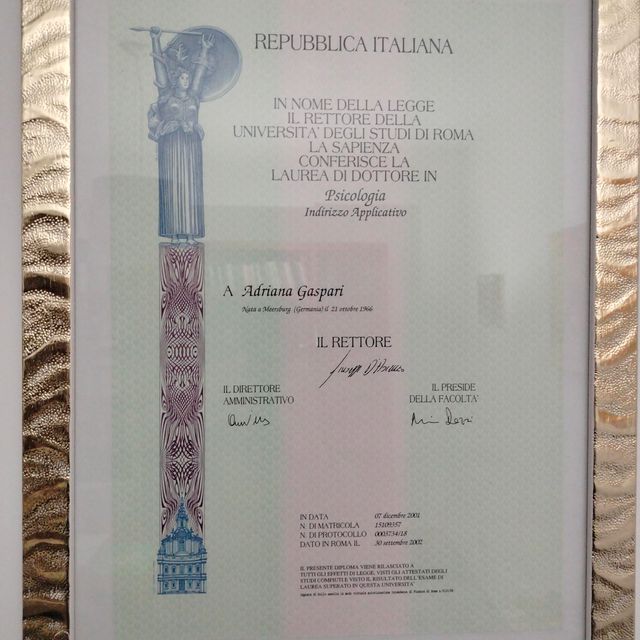 REPUBBLICA ITALIANA
IN NOME DELLA LEGGE
IL RETTORE DELLA
UNIVERSITA' DEGLI STUDI DI ROMA
LA SAPIENZA
CONFERISCE LA
LAUREA DI DOTTORE IN
Psicologia
Indirizzo Applicativo
A Adriana Gaspari
Nata a Meersburg (Germania) il 21 ottobre 1966
IL RETTORE
IL DIRETTORE
AMMINISTRATIVO
IL PRESIDE
DELLA FACOLTA'
IN DATA 07 dicembre 2001
N. DI MATRICOLA 15109357
N. DI PROTOCOLLO 0003734/18
DATO IN ROMA IL 30 settembre 2002
IL PRESENTE DIPLOMA VIENE RILASCIATO A
TUTTI GLI EFFETTI DI LEGGE, VISTI GLI ATTESTATI DEGLI
STUDI COMPIUTI E VISTO IL RISULTATO DELL'ESAME DI
LAUREA SUPERATO IN QUESTA UNIVERSITA'